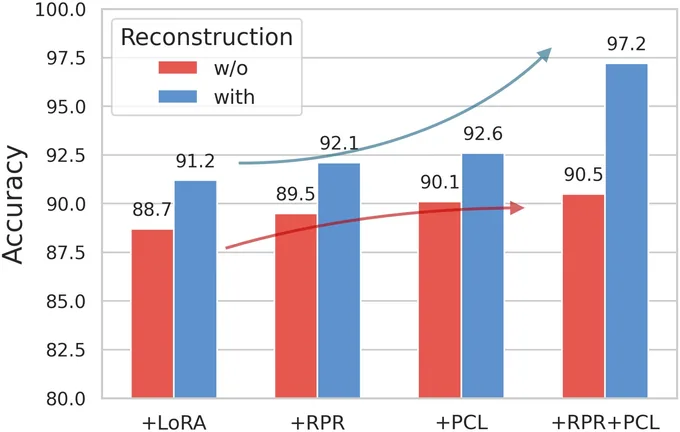 100.0
97.5
95.0
92.5
90.0
87.5
85.0
82.5
80.0
Accuracy
Reconstruction
w/o
with
88.7
91.2
89.5
92.1
90.1
92.6
90.5
97.2
+LoRA
+RPR
+PCL
+RPR+PCL